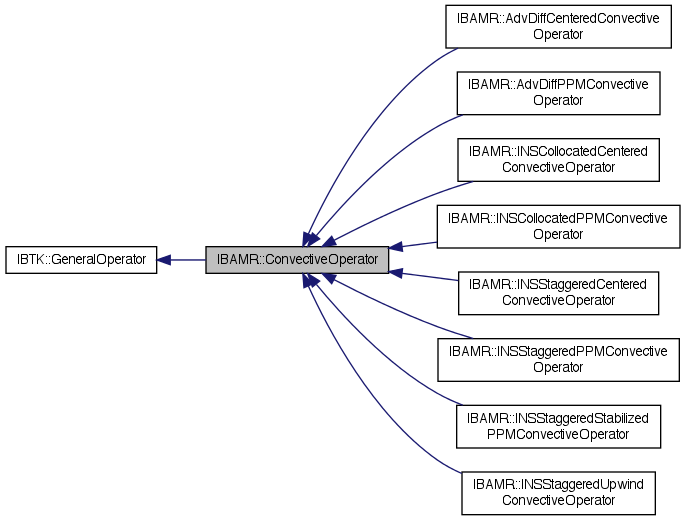 IBAMR::AdvDiffCenteredConvective
Operator
IBAMR::AdvDiffPPMConvective
Operator
IBAMR::INSCollocatedCentered
ConvectiveOperator
IBAMR::INSCollocatedPPMConvective
Operator
IBTK::GeneralOperator
IBAMR::ConvectiveOperator
IBAMR::INSStaggeredCentered
ConvectiveOperator
IBAMR::INSStaggeredPPMConvective
Operator
IBAMR::INSStaggeredStabilized
PPMConvectiveOperator
IBAMR::INSStaggeredUpwind
ConvectiveOperator